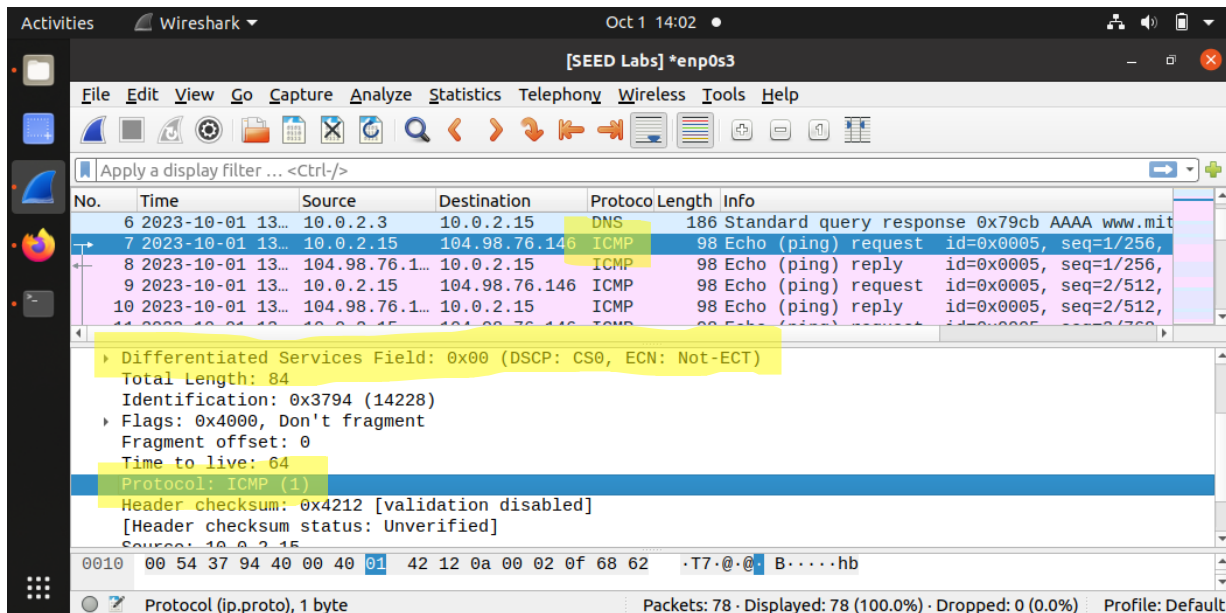 Activities Wireshark Oct 1 14:02
[SEED Labs] *enp0s3
File Edit View Go Capture Analyze Statistics Telephony Wireless Tools Help
Apply a display filter … <Ctrl-/>
No. Time Source Destination Protoco Length Info
6 2023-10-01 13… 10.0.2.3 10.0.2.15 DNS 186 Standard query response 0x79cb AAAA www.mit
7 2023-10-01 13… 10.0.2.15 104.98.76.146 ICMP 98 Echo (ping) request id=0x0005, seq=1/256,
8 2023-10-01 13… 104.98.76.1… 10.0.2.15 ICMP 98 Echo (ping) reply id=0x0005, seq=1/256,
9 2023-10-01 13… 10.0.2.15 104.98.76.146 ICMP 98 Echo (ping) request id=0x0005, seq=2/512,
10 2023-10-01 13… 104.98.76.1… 10.0.2.15 ICMP 98 Echo (ping) reply id=0x0005, seq=2/512,
Differentiated Services Field: 0x00 (DSCP: CS0, ECN: Not-ECT)
Total Length: 84
Identification: 0x3794 (14228)
Flags: 0x4000, Don't fragment
Fragment offset: 0
Time to live: 64
Protocol: ICMP (1)
Header checksum: 0x4212 [validation disabled]
[Header checksum status: Unverified]
Source: 10.0.2.15
0010 00 54 37 94 40 00 40 01 42 12 0a 00 02 0f 68 62 ·T7·@·@· B·····hb
Protocol (ip.proto), 1 byte Packets: 78 · Displayed: 78 (100.0%) · Dropped: 0 (0.0%) Profile: Default